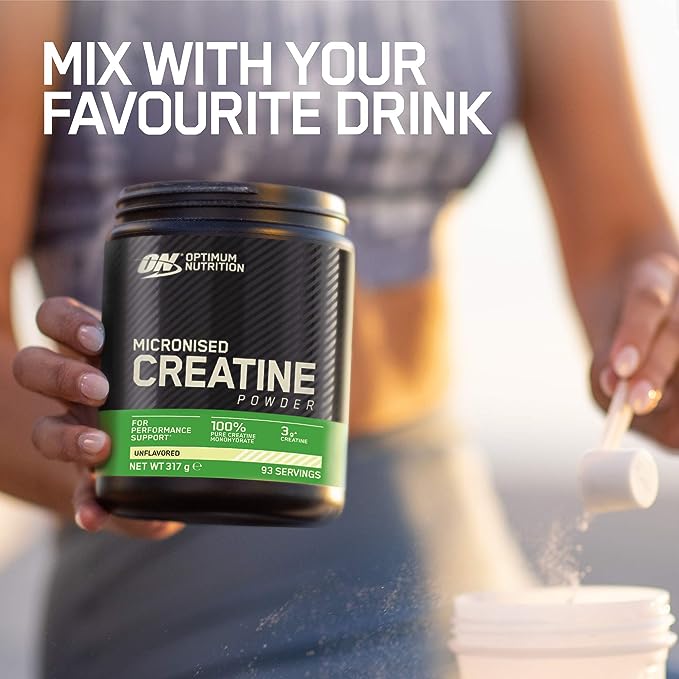 MIX WITH YOUR
FAVOURITE DRINK
ON® OPTIMUM
NUTRITION
MICRONISED
CREATINE
POWDER
FOR
PERFORMANCE
SUPPORT*
100%
PURE CREATINE
MONOHYDRATE
3g*
CREATINE
UNFLAVORED
NET WT 317 g ℮
93 SERVINGS